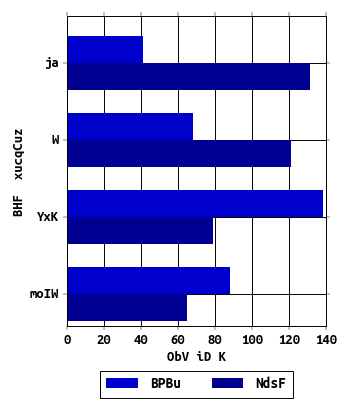 ja
W
YxK
moIW
BHF  xucqCuz
0 20 40 60 80 100 120 140
ObV iD K
BPBu NdsF